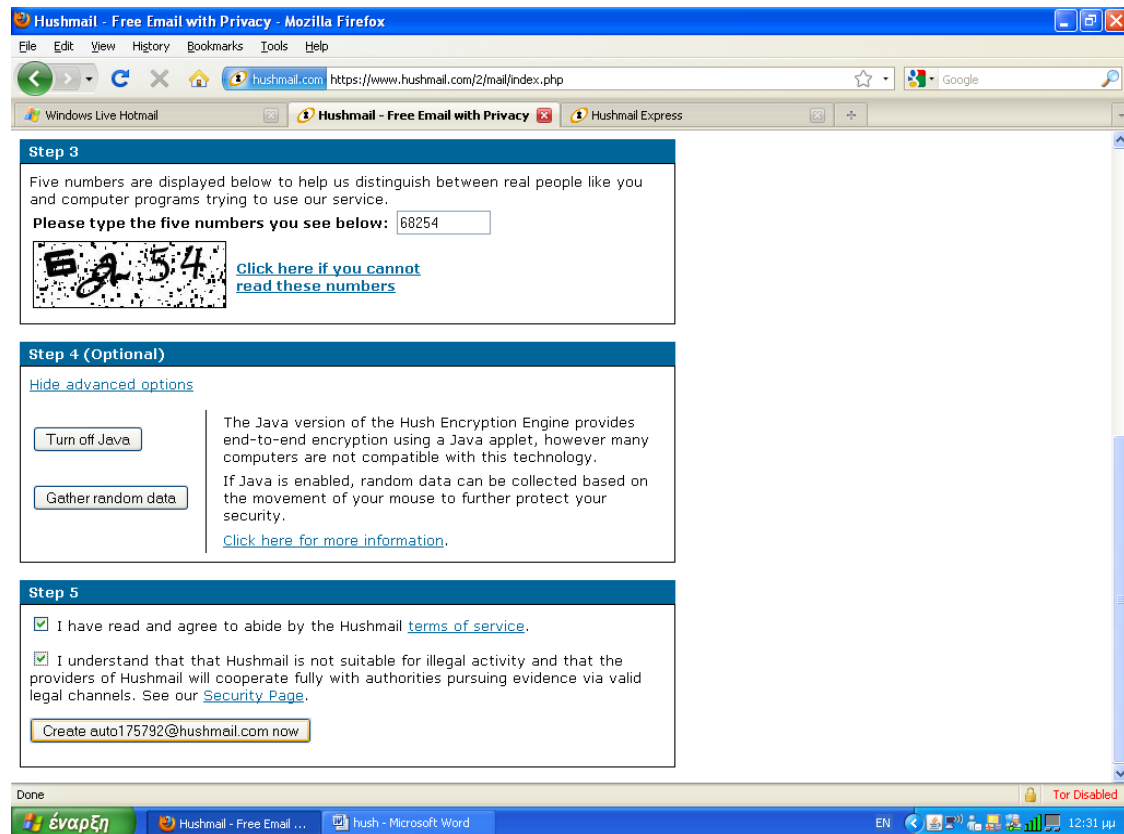 Hushmail - Free Email with Privacy - Mozilla Firefox
File Edit View History Bookmarks Tools Help
hushmail.com https://www.hushmail.com/2/mail/index.php Google
Windows Live Hotmail Hushmail - Free Email with Privacy Hushmail Express
Step 3
Five numbers are displayed below to help us distinguish between real people like you
and computer programs trying to use our service.
Please type the five numbers you see below: 68254
Click here if you cannot
read these numbers
Step 4 (Optional)
Hide advanced options
Turn off Java
The Java version of the Hush Encryption Engine provides
end-to-end encryption using a Java applet, however many
computers are not compatible with this technology.
Gather random data
If Java is enabled, random data can be collected based on
the movement of your mouse to further protect your
security.
Click here for more information.
Step 5
I have read and agree to abide by the Hushmail terms of service.
I understand that that Hushmail is not suitable for illegal activity and that the
providers of Hushmail will cooperate fully with authorities pursuing evidence via valid
legal channels. See our Security Page.
Create auto175792@hushmail.com now
Done Tor Disabled
έναρξη Hushmail - Free Email ... hush - Microsoft Word EN 12:31 μμ